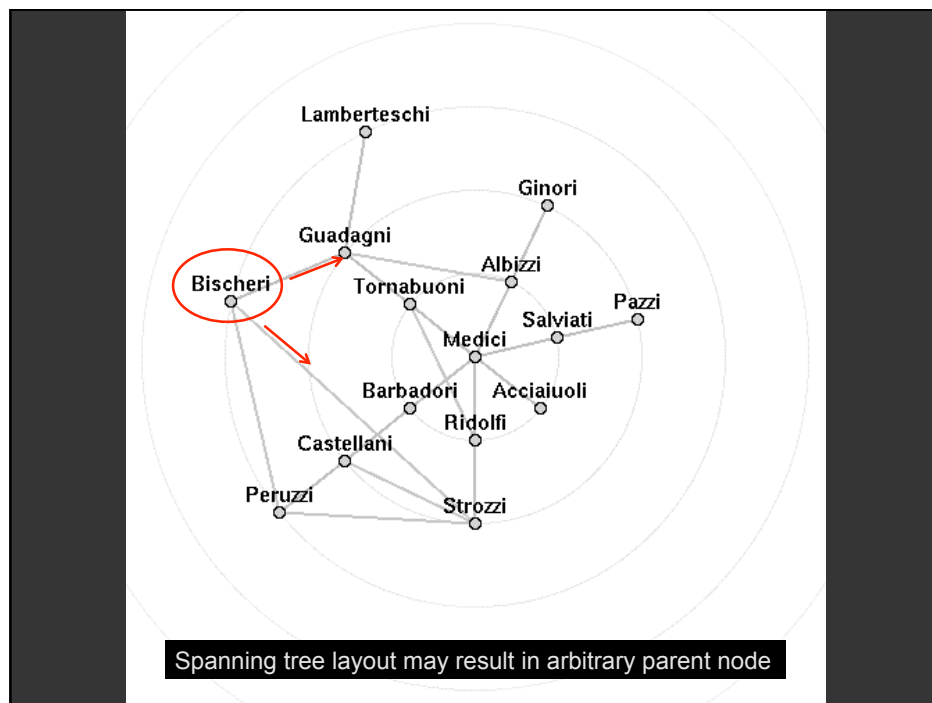 Lamberteschi
Ginori
Guadagni
Albizzi
Bischeri
Tornabuoni
Pazzi
Salviati
Medici
Barbadori
Acciaiuoli
Ridolfi
Castellani
Peruzzi
Strozzi
Spanning tree layout may result in arbitrary parent node